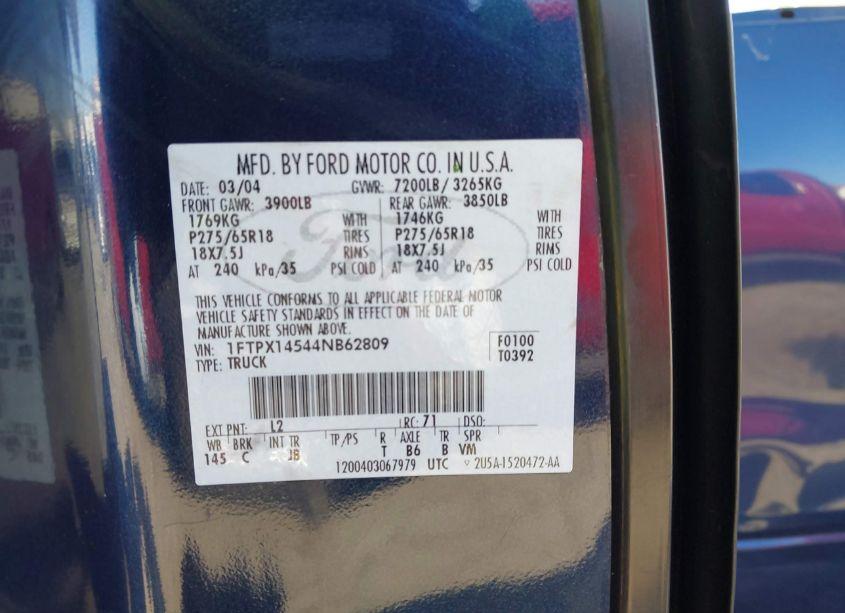 MFD. BY FORD MOTOR CO. IN U.S.A.
DATE: 03/04 GVWR: 7200LB/ 3265KG
FRONT GAWR: 3900LB REAR GAWR: 3850LB
1769KG WITH 1746KG WITH
P275/65R18 TIRES P275/65R18 TIRES
18X7.5J RIMS 18X7.5J RIMS
AT 240 kPa/35 PSI COLD AT 240 kPa/35 PSI COLD
Ford
THIS VEHICLE CONFORMS TO ALL APPLICABLE FEDERAL MOTOR
VEHICLE SAFETY STANDARDS IN EFFECT ON THE DATE OF
MANUFACTURE SHOWN ABOVE.
VIN: 1FTPX14544NB62809 F0100
TYPE: TRUCK T0392
EXT PNT: L2 RC: 71 DSO:
WB BRK INT TR TP/PS R AXLE TR SPR
145 C JB T B6 B VM
1200403067979 UTC 2U5A-1520472-AA